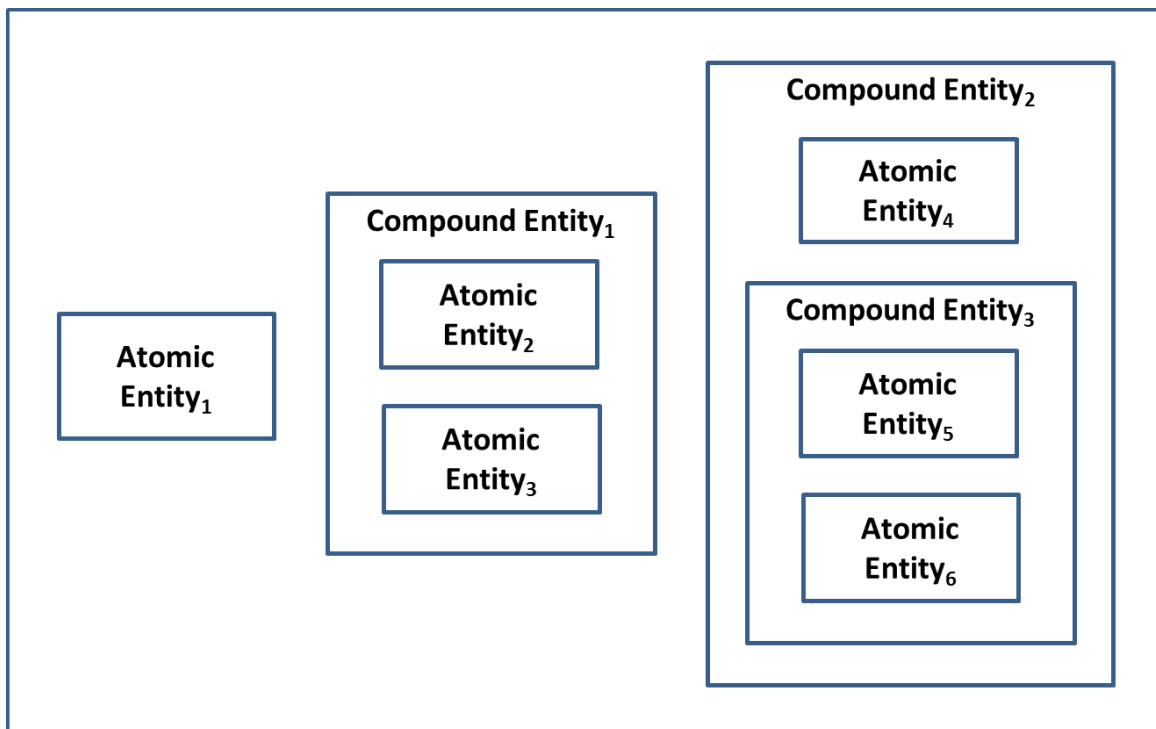 Atomic
Entity₁
Compound Entity₁
Atomic
Entity₂
Atomic
Entity₃
Compound Entity₂
Atomic
Entity₄
Compound Entity₃
Atomic
Entity₅
Atomic
Entity₆